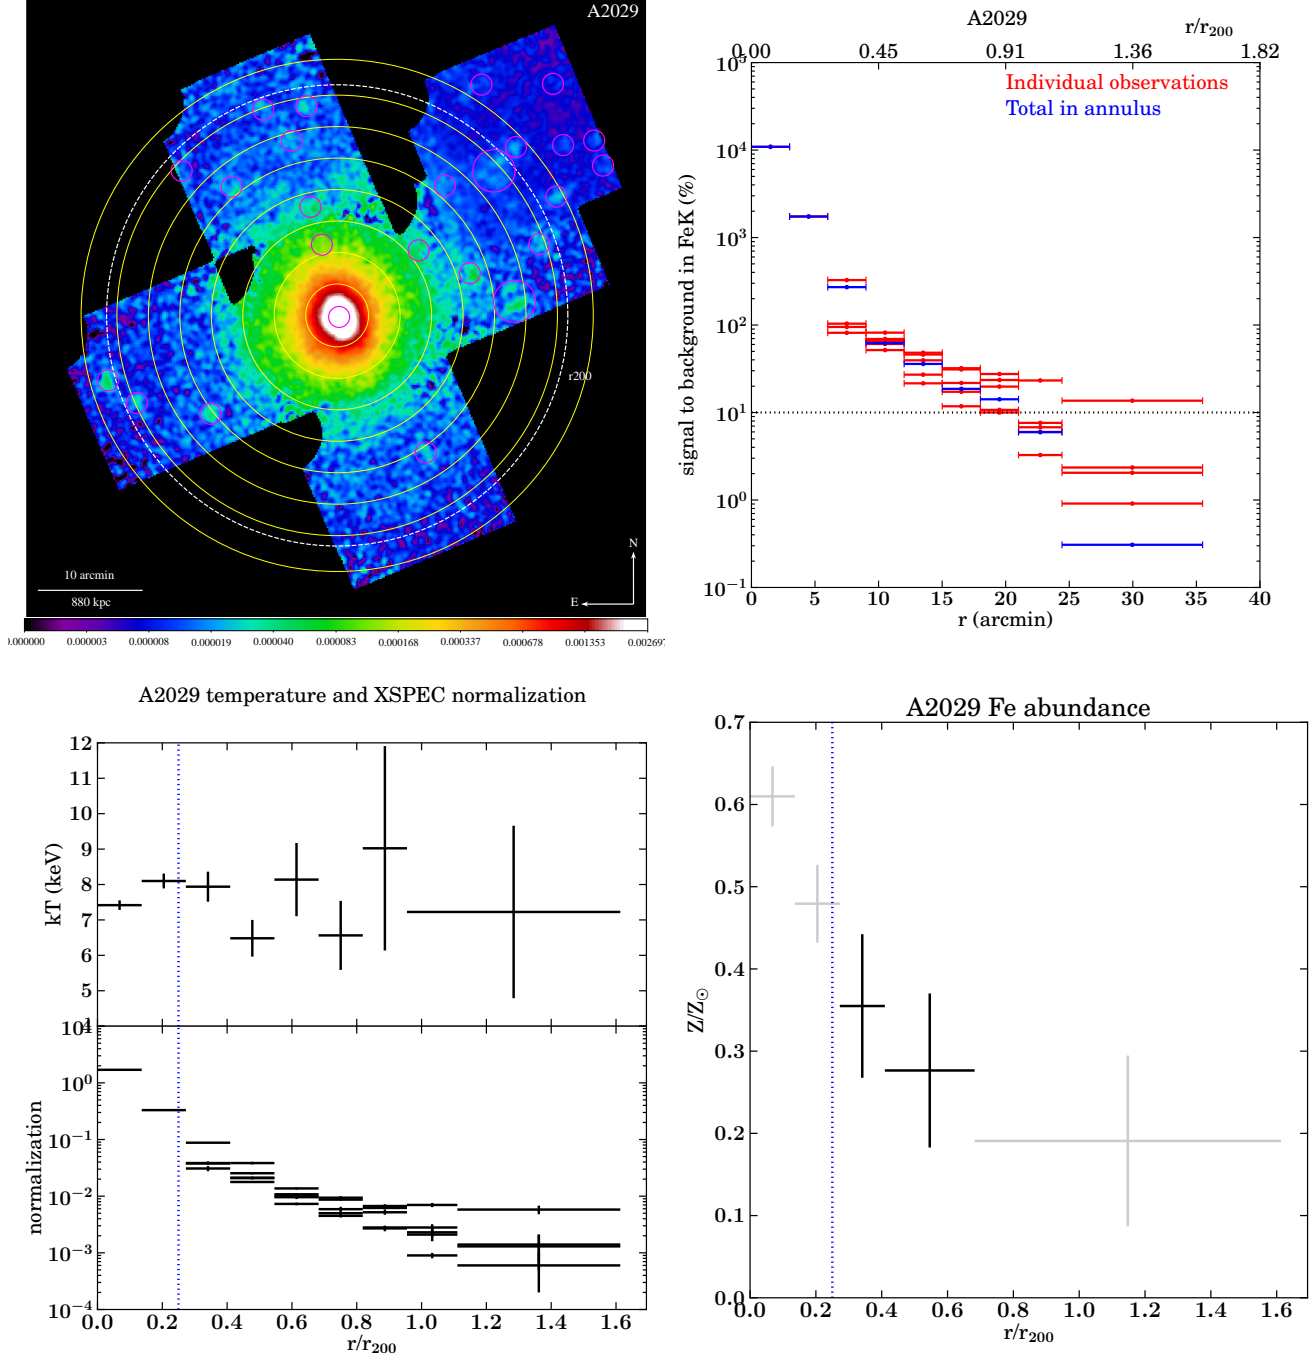 A2029
r200
10 arcmin
880 kpc
N
E
0.000003 0.000008 0.000019 0.000040 0.000083 0.000168 0.000337 0.000678 0.001353
A2029
r/r200
0.00 0.45 0.91 1.36 1.82
Individual observations
Total in annulus
10^5
10^4
10^3
10^2
10^1
10^0
10^-1
signal to background in FeK (%)
0 5 10 15 20 25 30 35 40
r (arcmin)
A2029 temperature and XSPEC normalization
12
11
10
9
8
7
6
5
kT (keV)
10^1
10^0
10^-1
10^-2
10^-3
10^-4
normalization
0.0 0.2 0.4 0.6 0.8 1.0 1.2 1.4 1.6
r/r200
A2029 Fe abundance
0.7
0.6
0.5
0.4
0.3
0.2
0.1
0.0
Z/Z⊙
0.2 0.4 0.6 0.8 1.0 1.2 1.4 1.6
r/r200